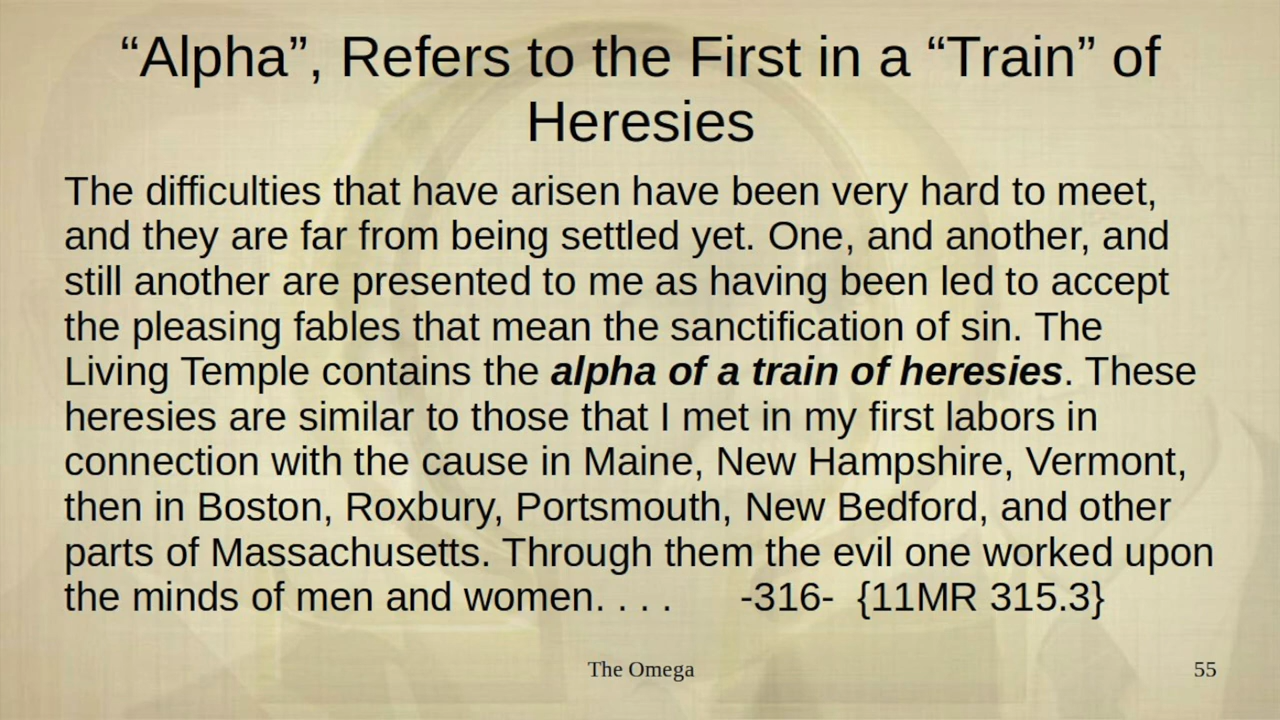 “Alpha”, Refers to the First in a “Train” of
Heresies
The difficulties that have arisen have been very hard to meet,
and they are far from being settled yet. One, and another, and
still another are presented to me as having been led to accept
the pleasing fables that mean the sanctification of sin. The
Living Temple contains the alpha of a train of heresies. These
heresies are similar to those that I met in my first labors in
connection with the cause in Maine, New Hampshire, Vermont,
then in Boston, Roxbury, Portsmouth, New Bedford, and other
parts of Massachusetts. Through them the evil one worked upon
the minds of men and women. . . . -316- {11MR 315.3}
The Omega
55